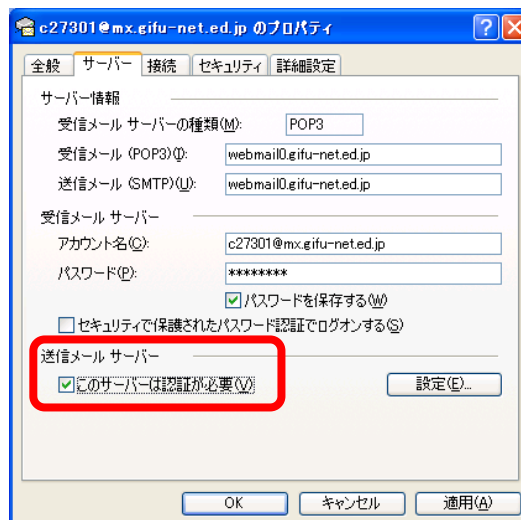 c27301@mx.gifu-net.ed.jp のプロパティ
全般 サーバー 接続 セキュリティ 詳細設定
サーバー情報
受信メール サーバーの種類(M): POP3
受信メール (POP3)(I): webmail0.gifu-net.ed.jp
送信メール (SMTP)(U): webmail0.gifu-net.ed.jp
受信メール サーバー
アカウント名(C): c27301@mx.gifu-net.ed.jp
パスワード(P): ********
パスワードを保存する(W)
セキュリティで保護されたパスワード認証でログオンする(S)
送信メール サーバー
このサーバーは認証が必要(V) 設定(E)...
OK キャンセル 適用(A)